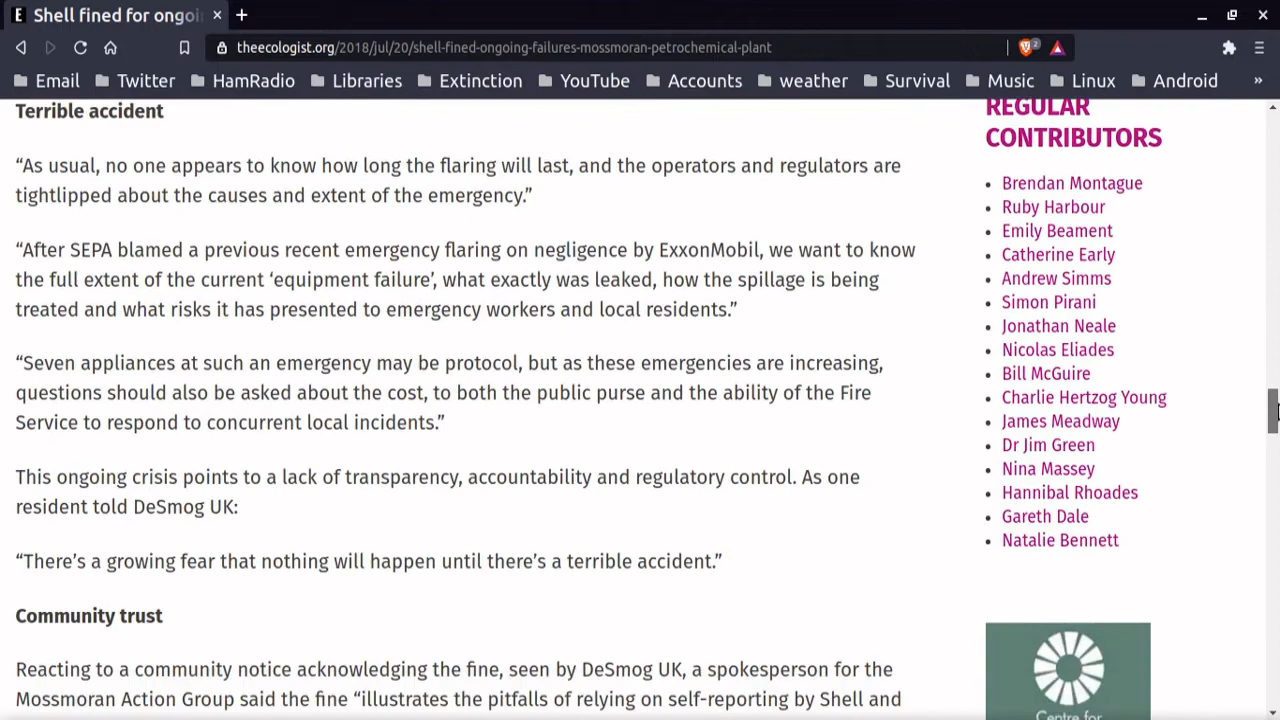 Shell fined for ongoi
theecologist.org/2018/jul/20/shell-fined-ongoing-failures-mossmoran-petrochemical-plant
2
Email Twitter HamRadio Libraries Extinction YouTube Accounts weather Survival Music Linux Android »
Terrible accident
“As usual, no one appears to know how long the flaring will last, and the operators and regulators are
tightlipped about the causes and extent of the emergency.”
“After SEPA blamed a previous recent emergency flaring on negligence by ExxonMobil, we want to know
the full extent of the current ‘equipment failure’, what exactly was leaked, how the spillage is being
treated and what risks it has presented to emergency workers and local residents.”
“Seven appliances at such an emergency may be protocol, but as these emergencies are increasing,
questions should also be asked about the cost, to both the public purse and the ability of the Fire
Service to respond to concurrent local incidents.”
This ongoing crisis points to a lack of transparency, accountability and regulatory control. As one
resident told DeSmog UK:
“There’s a growing fear that nothing will happen until there’s a terrible accident.”
Community trust
Reacting to a community notice acknowledging the fine, seen by DeSmog UK, a spokesperson for the
Mossmoran Action Group said the fine “illustrates the pitfalls of relying on self-reporting by Shell and
REGULAR
CONTRIBUTORS
Brendan Montague
Ruby Harbour
Emily Beament
Catherine Early
Andrew Simms
Simon Pirani
Jonathan Neale
Nicolas Eliades
Bill McGuire
Charlie Hertzog Young
James Meadway
Dr Jim Green
Nina Massey
Hannibal Rhoades
Gareth Dale
Natalie Bennett
Centre for